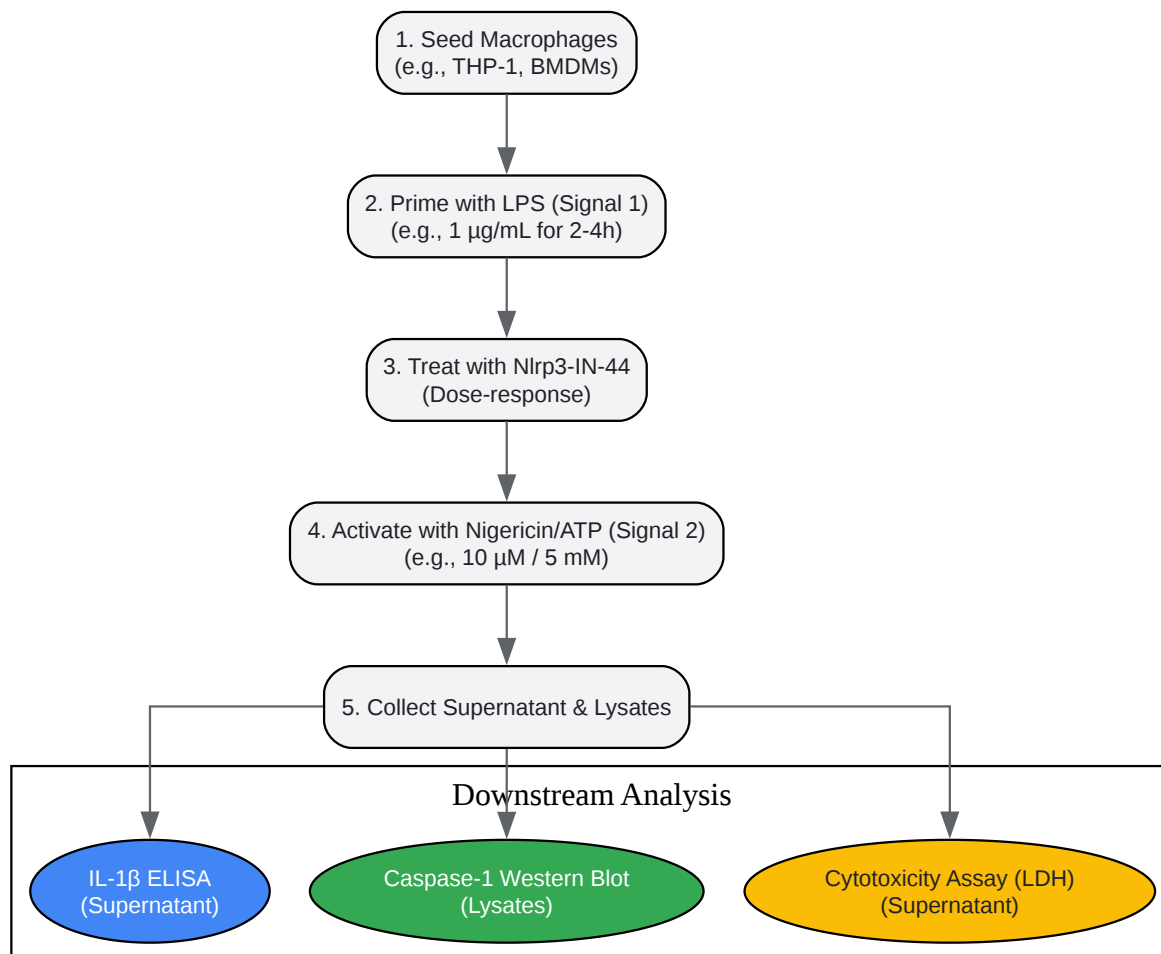 1. Seed Macrophages
(e.g., THP-1, BMDMs)
2. Prime with LPS (Signal 1)
(e.g., 1 µg/mL for 2-4h)
3. Treat with Nlrp3-IN-44
(Dose-response)
4. Activate with Nigericin/ATP (Signal 2)
(e.g., 10 µM / 5 mM)
5. Collect Supernatant & Lysates
Downstream Analysis
IL-1β ELISA
(Supernatant)
Caspase-1 Western Blot
(Lysates)
Cytotoxicity Assay (LDH)
(Supernatant)